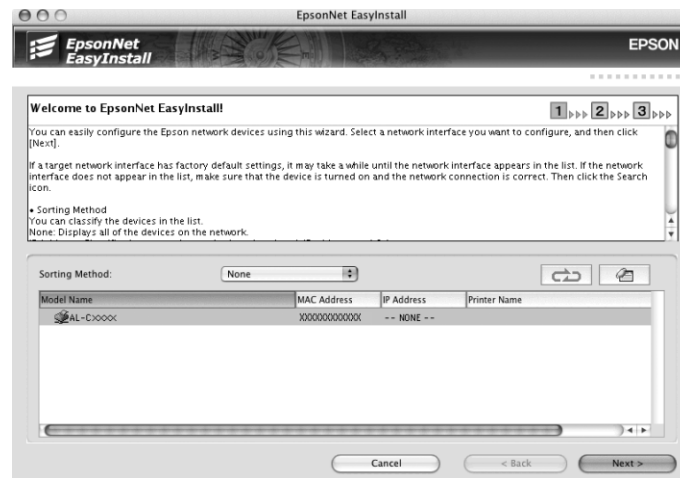 EpsonNet EasyInstall
EpsonNet
EasyInstall
EPSON
Welcome to EpsonNet EasyInstall!
1 2 3
You can easily configure the Epson network devices using this wizard. Select a network interface you want to configure, and then click
[Next].
If a target network interface has factory default settings, it may take a while until the network interface appears in the list. If the network
interface does not appear in the list, make sure that the device is turned on and the network connection is correct. Then click the Search
icon.
• Sorting Method
You can classify the devices in the list.
None: Displays all of the devices on the network.
Sorting Method: None
Model Name MAC Address IP Address Printer Name
AL-CXXXX XXXXXXXXXXXX -- NONE --
Cancel < Back Next >